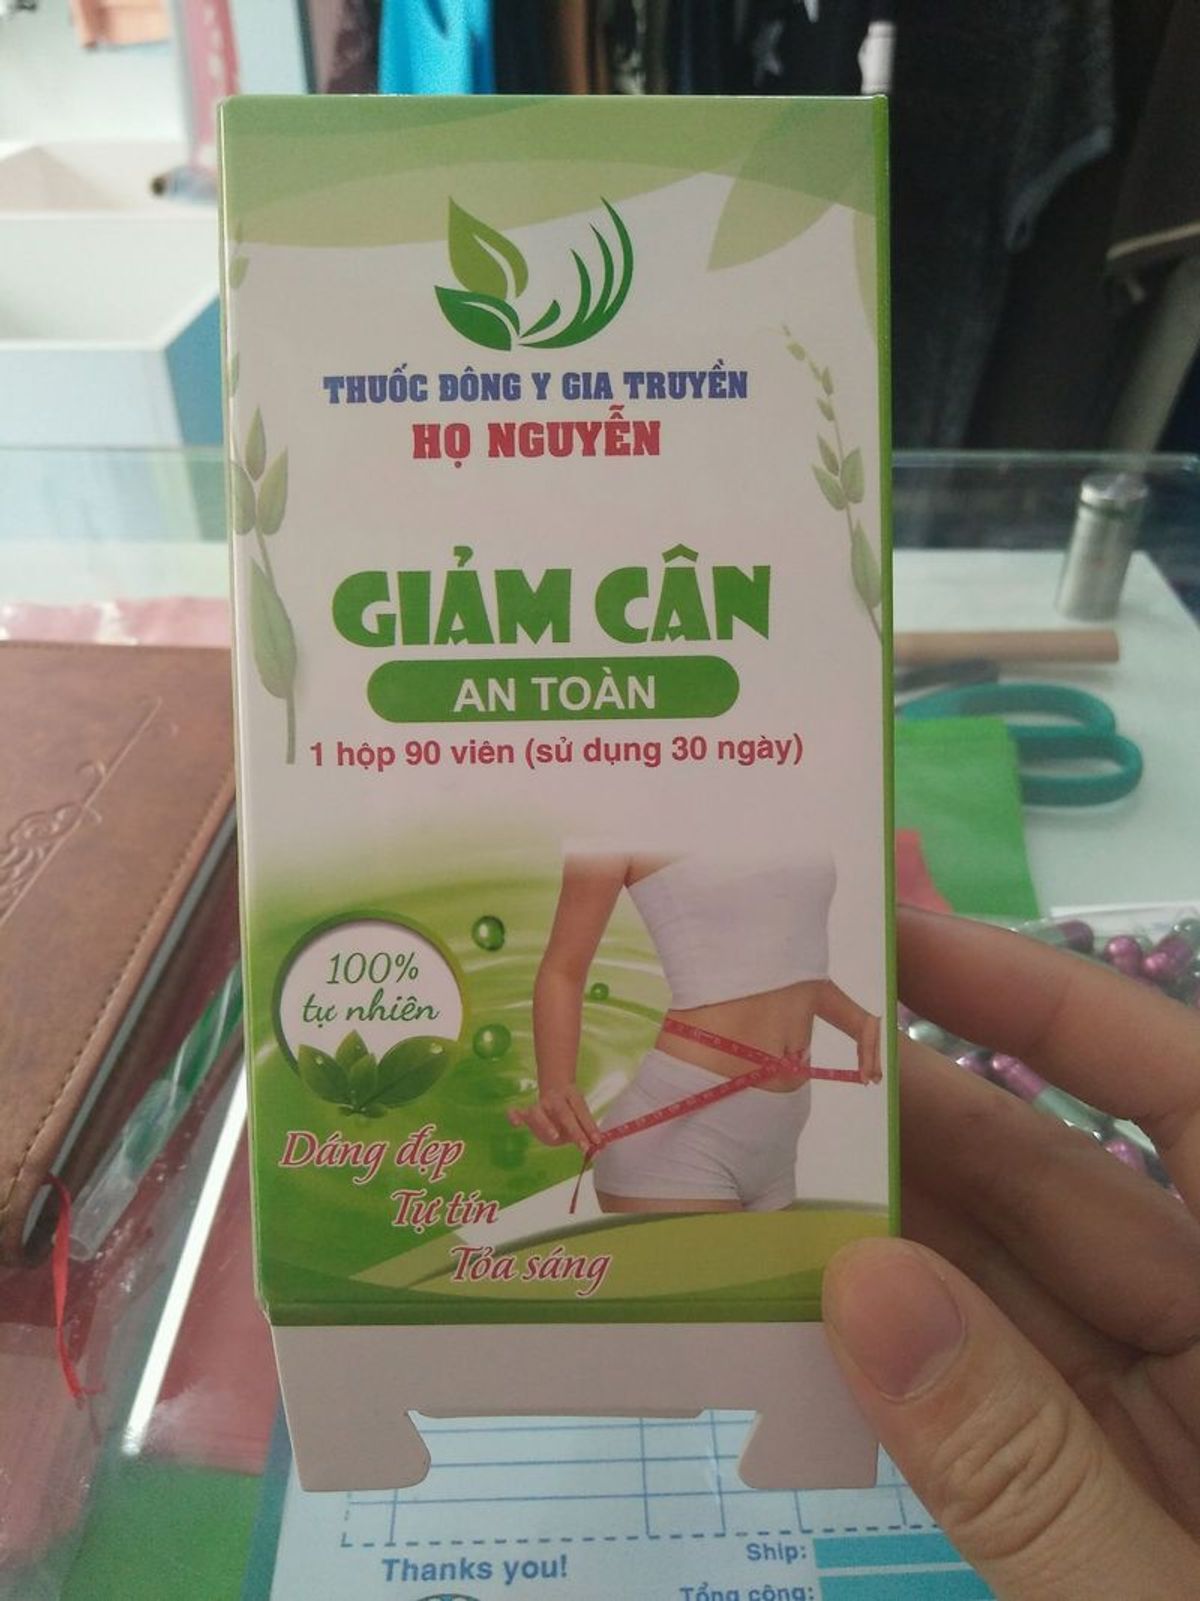 THUỐC ĐÔNG Y GIA TRUYỀN
HỌ NGUYỄN
GIẢM CÂN
AN TOÀN
1 hộp 90 viên (sử dụng 30 ngày)
100%
tự nhiên
Dáng đẹp
Tự tin
Tỏa sáng
Thanks you!
Ship:
Tổng cộng: